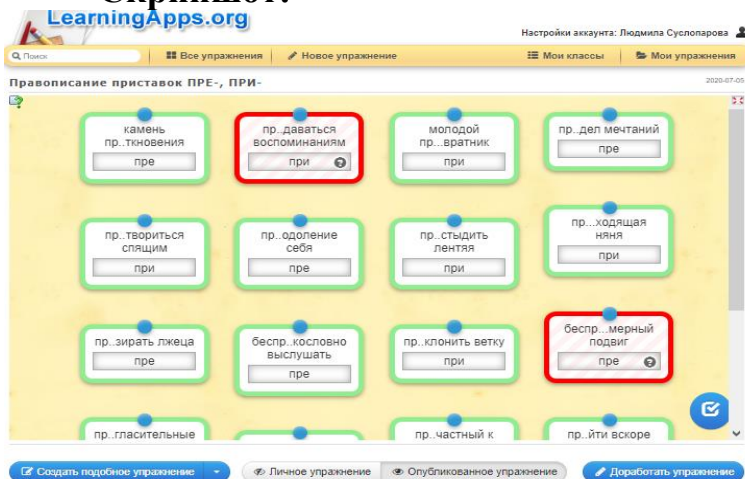 Скриншот:
LearningApps.org
Настройки аккаунта: Людмила Суслопарова
Поиск
Все упражнения
Новое упражнение
Мои классы
Мои упражнения
Правописание приставок ПРЕ-, ПРИ-
2020-07-05
камень
пр..ткновения
пре
пр..даваться
воспоминаниям
при
молодой
пр...вратник
при
пр..дел мечтаний
пре
пр..твориться
спящим
при
пр..одоление
себя
пре
пр..стыдить
лентяя
при
пр...ходящая
няня
при
пр..зирать лжеца
пре
беспр..кословно
выслушать
пре
пр..клонить ветку
при
беспр...мерный
подвиг
пре
пр..гласительные
пр..частный к
пр..йти вскоре
Создать подобное упражнение
Личное упражнение
Опубликованное упражнение
Доработать упражнение